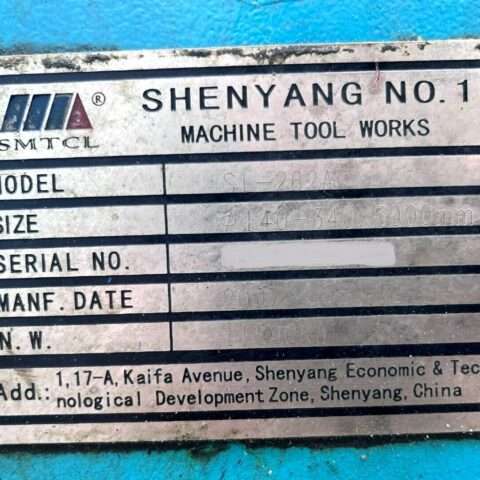 SHENYANG NO.1
® SMTCL MACHINE TOOL WORKS
MODEL
SIZE
SERIAL NO.
MANF. DATE
N.W.
Add.: 1,17-A, Kaifa Avenue, Shenyang Economic & Tec
nological Development Zone, Shenyang, China